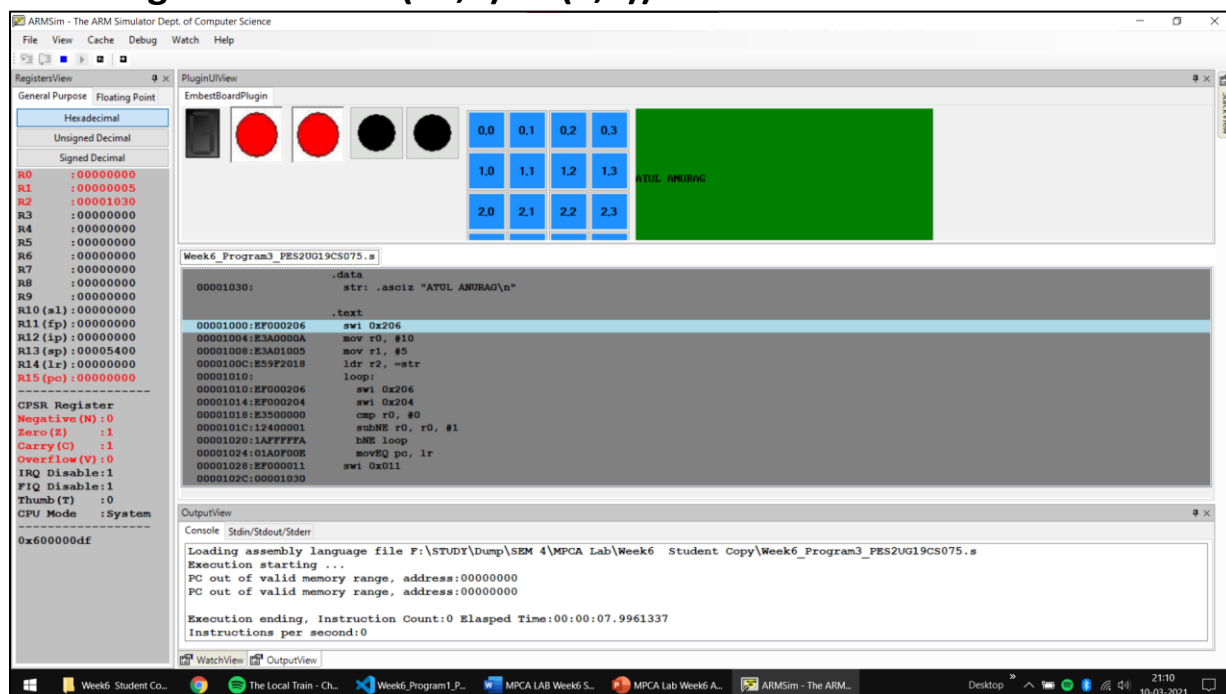 ARMSim - The ARM Simulator Dept. of Computer Science
File View Cache Debug Watch Help
RegistersView
General Purpose Floating Point
Hexadecimal
Unsigned Decimal
Signed Decimal
R0 :00000000
R1 :00000005
R2 :00001030
R3 :00000000
R4 :00000000
R5 :00000000
R6 :00000000
R7 :00000000
R8 :00000000
R9 :00000000
R10(sl):00000000
R11(fp):00000000
R12(ip):00000000
R13(sp):00005400
R14(lr):00000000
R15(pc):00000000
CPSR Register
Negative(N):0
Zero(Z) :1
Carry(C) :1
Overflow(V):0
IRQ Disable:1
FIQ Disable:1
Thumb(T) :0
CPU Mode :System
0x600000df
PluginUIView
EmbestBoardPlugin
0,0 0,1 0,2 0,3
1,0 1,1 1,2 1,3
2,0 2,1 2,2 2,3
ATUL ANURAG
Week6_Program3_PES2UG19CS075.s
.data
00001030: str: .asciz "ATUL ANURAG\n"
.text
00001000:EF000206 swi 0x206
00001004:E3A0000A mov r0, #10
00001008:E3A01005 mov r1, #5
0000100C:E59F2018 ldr r2, =str
00001010: loop:
00001010:EF000206 swi 0x206
00001014:EF000204 swi 0x204
00001018:E3500000 cmp r0, #0
0000101C:12400001 subNE r0, r0, #1
00001020:1AFFFFFA bNE loop
00001024:01A0F00E movEQ pc, lr
00001028:EF000011 swi 0x011
0000102C:00001030
OutputView
Console Stdin/Stdout/Stderr
Loading assembly language file F:\STUDY\Dump\SEM 4\MPCA Lab\Week6 Student Copy\Week6_Program3_PES2UG19CS075.s
Execution starting ...
PC out of valid memory range, address:00000000
PC out of valid memory range, address:00000000
Execution ending, Instruction Count:0 Elasped Time:00:00:07.9961337
Instructions per second:0
WatchView OutputView
Week6 Student Co... The Local Train - Ch... Week6_Program1_P... MPCA LAB Week6 S... MPCA Lab Week6 A... ARMSim - The ARM... Desktop 21:10
10-03-2021